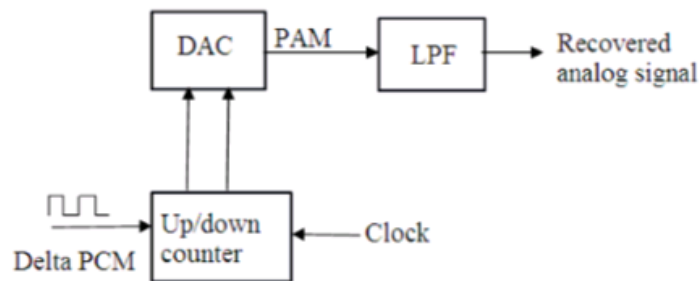 DAC
PAM
LPF
Recovered
analog signal
Delta PCM
Up/down
counter
Clock